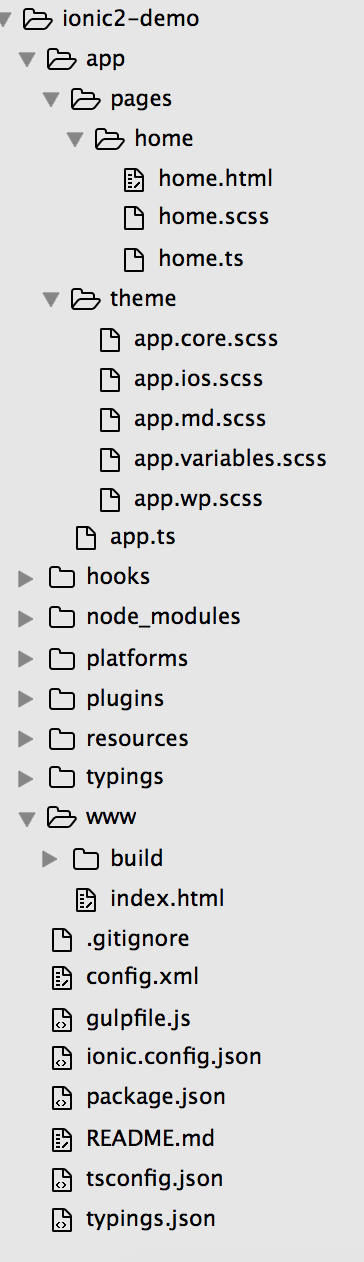 ionic2-demo
app
pages
home
home.html
home.scss
home.ts
theme
app.core.scss
app.ios.scss
app.md.scss
app.variables.scss
app.wp.scss
app.ts
hooks
node_modules
platforms
plugins
resources
typings
www
build
index.html
.gitignore
config.xml
gulpfile.js
ionic.config.json
package.json
README.md
tsconfig.json
typings.json